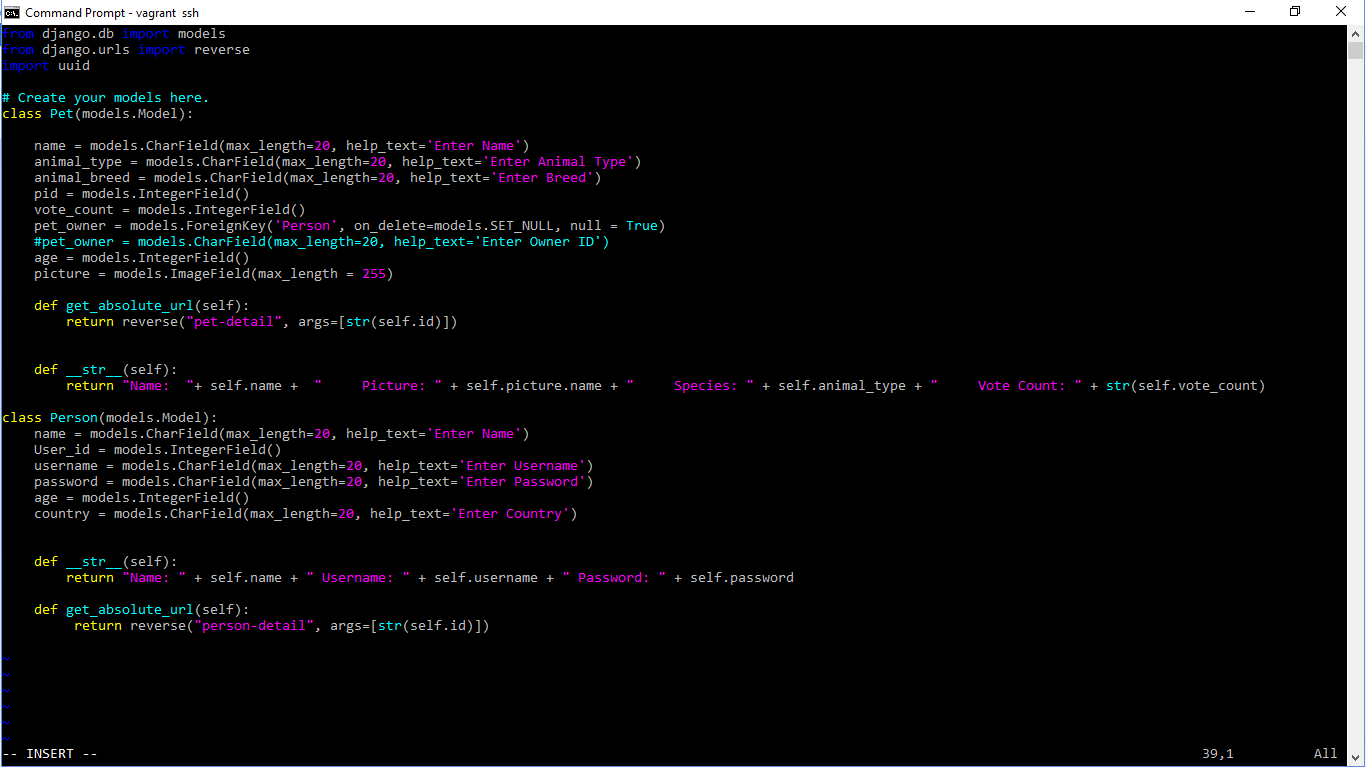 Command Prompt - vagrant ssh
from django.db import models
from django.urls import reverse
import uuid
# Create your models here.
class Pet(models.Model):
name = models.CharField(max_length=20, help_text='Enter Name')
animal_type = models.CharField(max_length=20, help_text='Enter Animal Type')
animal_breed = models.CharField(max_length=20, help_text='Enter Breed')
pid = models.IntegerField()
vote_count = models.IntegerField()
pet_owner = models.ForeignKey('Person', on_delete=models.SET_NULL, null = True)
#pet_owner = models.CharField(max_length=20, help_text='Enter Owner ID')
age = models.IntegerField()
picture = models.ImageField(max_length = 255)
def get_absolute_url(self):
return reverse("pet-detail", args=[str(self.id)])
def __str__(self):
return "Name:  "+ self.name +  "     Picture: " + self.picture.name + "     Species: " + self.animal_type + "     Vote Count: " + str(self.vote_count)
class Person(models.Model):
name = models.CharField(max_length=20, help_text='Enter Name')
User_id = models.IntegerField()
username = models.CharField(max_length=20, help_text='Enter Username')
password = models.CharField(max_length=20, help_text='Enter Password')
age = models.IntegerField()
country = models.CharField(max_length=20, help_text='Enter Country')
def __str__(self):
return "Name: " + self.name + " Username: " + self.username + " Password: " + self.password
def get_absolute_url(self):
return reverse("person-detail", args=[str(self.id)])
~
~
~
~
~
~
-- INSERT -- 39,1 All